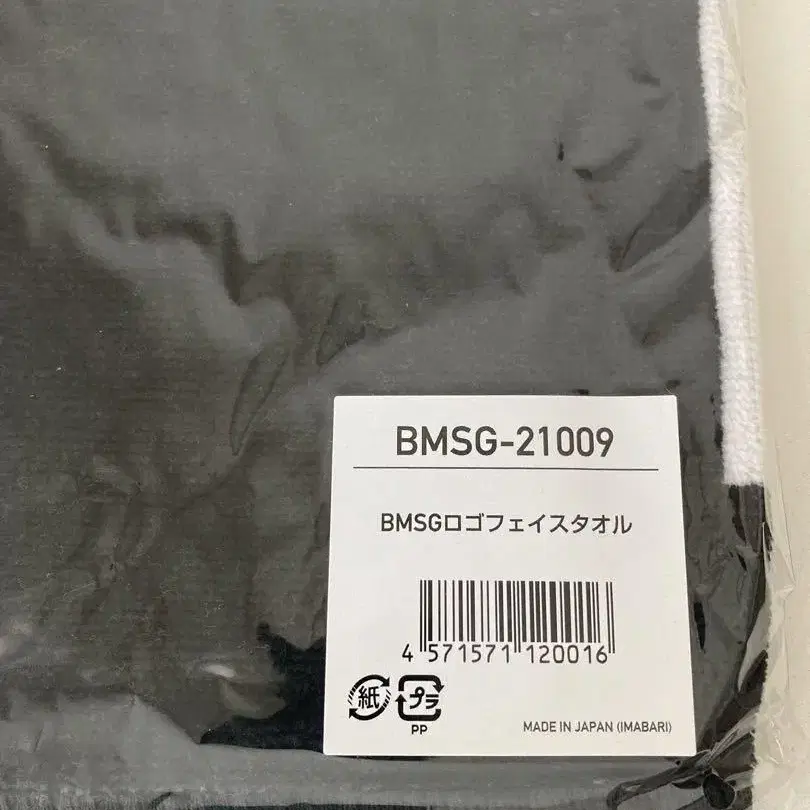 BMSG-21009
BMSGロゴフェイスタオル
4 571571 120016
紙 プラ
PP
MADE IN JAPAN (IMABARI)